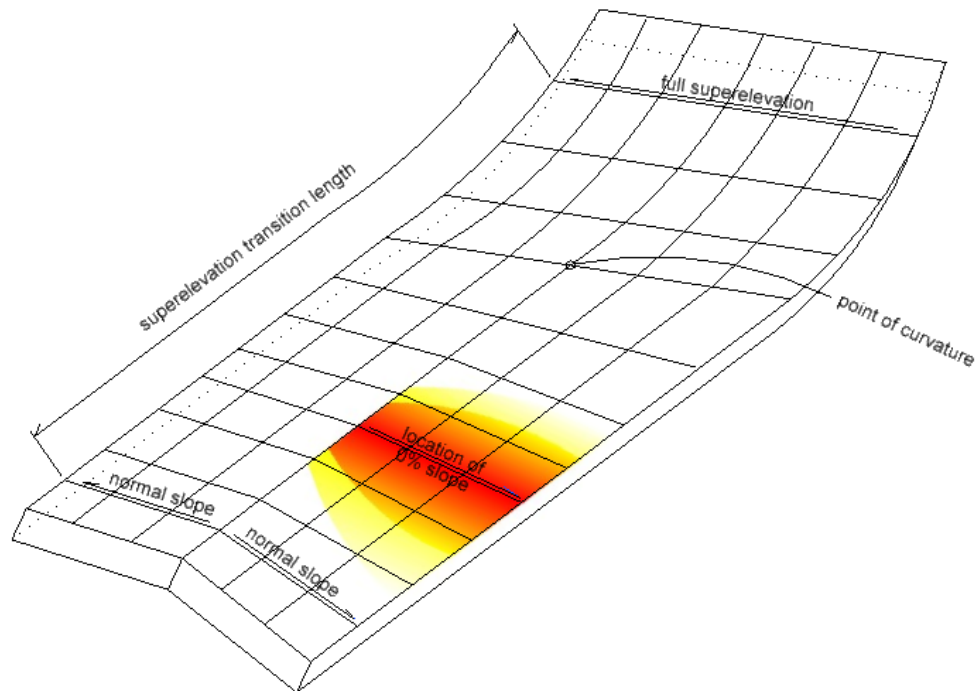 full superelevation
superelevation transition length
point of curvature
location of
0% slope
normal slope
normal slope